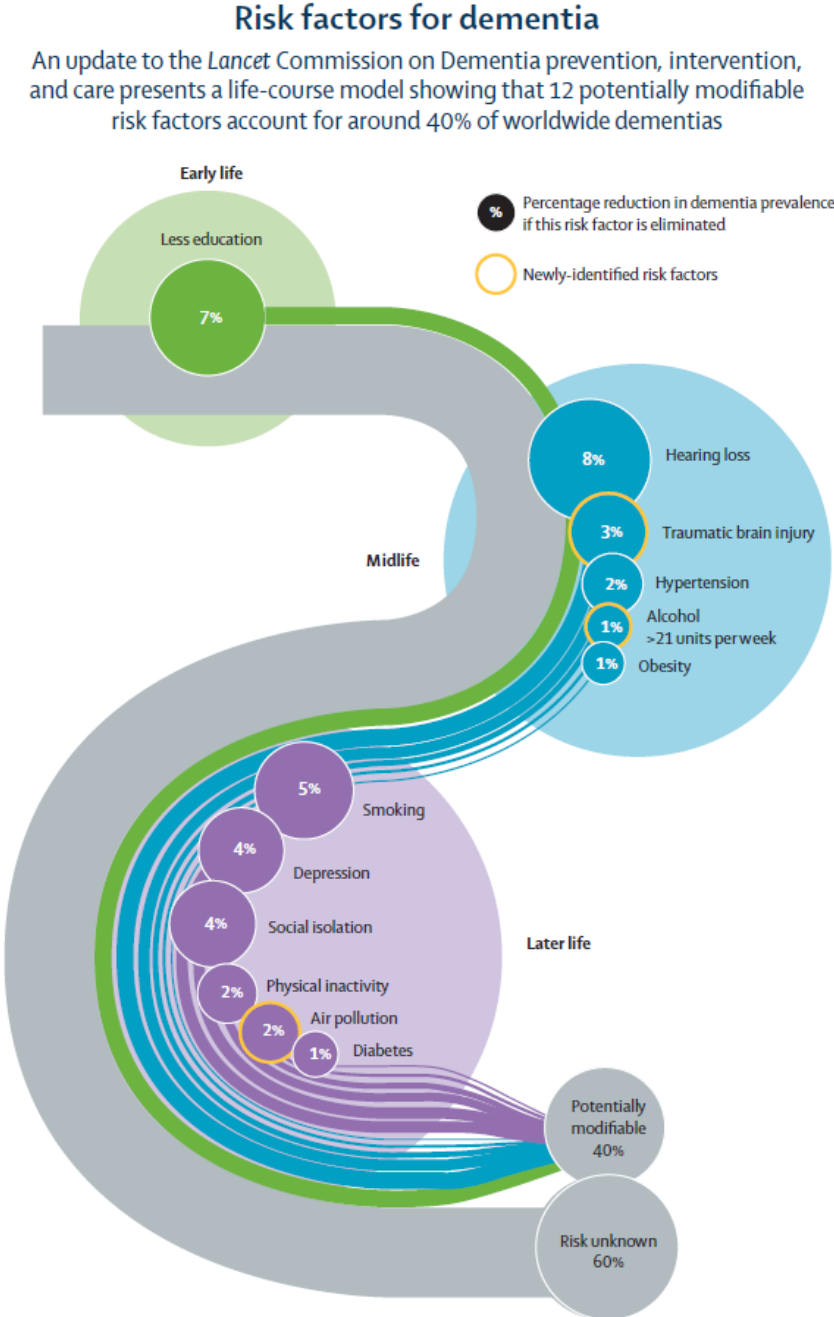 Risk factors for dementia
An update to the Lancet Commission on Dementia prevention, intervention,
and care presents a life-course model showing that 12 potentially modifiable
risk factors account for around 40% of worldwide dementias
Early life
% Percentage reduction in dementia prevalence
if this risk factor is eliminated
Newly-identified risk factors
Less education
7%
8% Hearing loss
3% Traumatic brain injury
Midlife
2% Hypertension
1% Alcohol
>21 units per week
1% Obesity
5%
Smoking
4%
Depression
4% Social isolation
Later life
2% Physical inactivity
2% Air pollution
1% Diabetes
Potentially
modifiable
40%
Risk unknown
60%